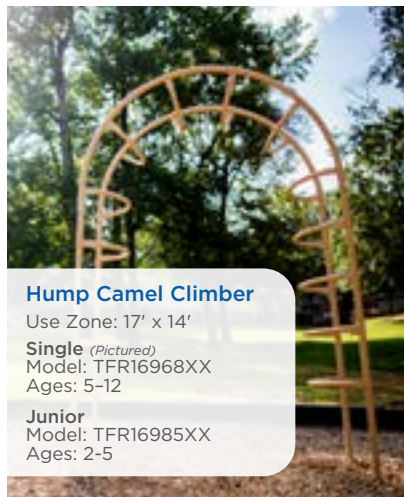 Hump Camel Climber
Use Zone: 17' x 14'
Single (Pictured)
Model: TFR16968XX
Ages: 5–12
Junior
Model: TFR16985XX
Ages: 2-5